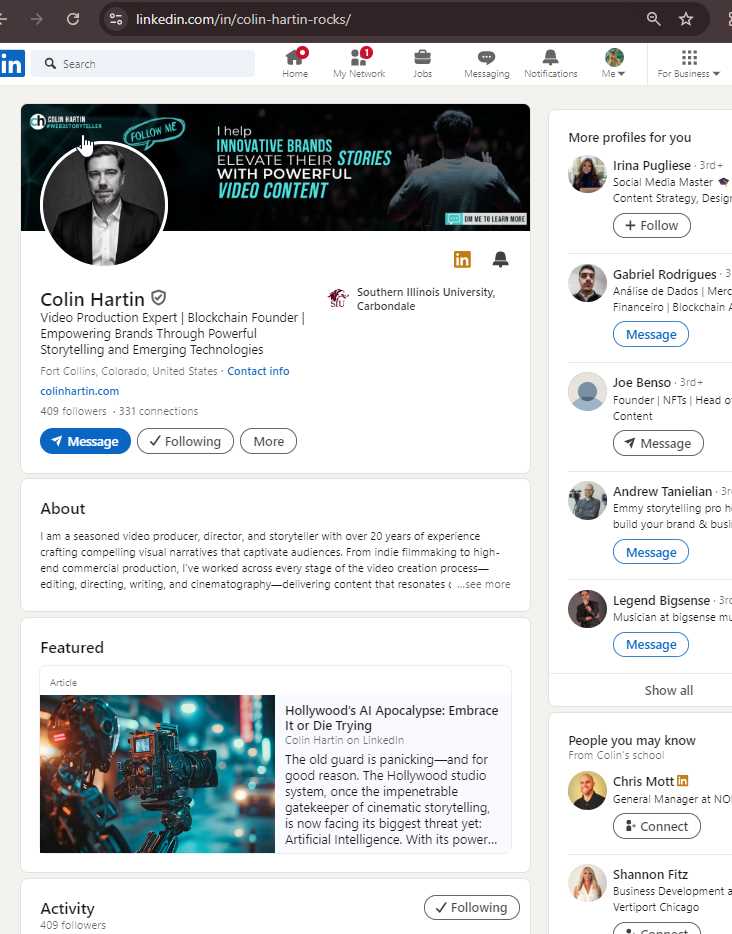 linkedin.com/in/colin-hartin-rocks/
in
Search
Home
1
My Network
Jobs
Messaging
Notifications
Me
For Business
COLIN HARTIN
FOLLOW ME
I help
INNOVATIVE BRANDS
ELEVATE THEIR STORIES
WITH POWERFUL
VIDEO CONTENT
DM ME TO LEARN MORE
in
Colin Hartin
Video Production Expert | Blockchain Founder |
Empowering Brands Through Powerful
Storytelling and Emerging Technologies
Fort Collins, Colorado, United States · Contact info
colinhartin.com
409 followers · 331 connections
Message
Following
More
SIU
Southern Illinois University,
Carbondale
About
I am a seasoned video producer, director, and storyteller with over 20 years of experience
crafting compelling visual narratives that captivate audiences. From indie filmmaking to high-
end commercial production, I've worked across every stage of the video creation process—
editing, directing, writing, and cinematography—delivering content that resonates ...see more
Featured
Article
Hollywood's AI Apocalypse: Embrace
It or Die Trying
Colin Hartin on LinkedIn
The old guard is panicking—and for
good reason. The Hollywood studio
system, once the impenetrable
gatekeeper of cinematic storytelling,
is now facing its biggest threat yet:
Artificial Intelligence. With its power...
Activity
409 followers
Following
More profiles for you
Irina Pugliese · 3rd+
Social Media Master
Content Strategy,
Follow
Gabriel Rodrigues · 3
Análise de Dados |
Financeiro | Blockchain
Message
Joe Benso · 3rd+
Founder | NFTs | Head
Content
Message
Andrew Tanielian · 3r
Emmy storytelling pro
build your brand &
Message
Legend Bigsense · 3r
Musician at bigsense
Message
Show all
People you may know
From Colin's school
Chris Mott in
General Manager at
Connect
Shannon Fitz
Business Development
Vertiport Chicago
Connect